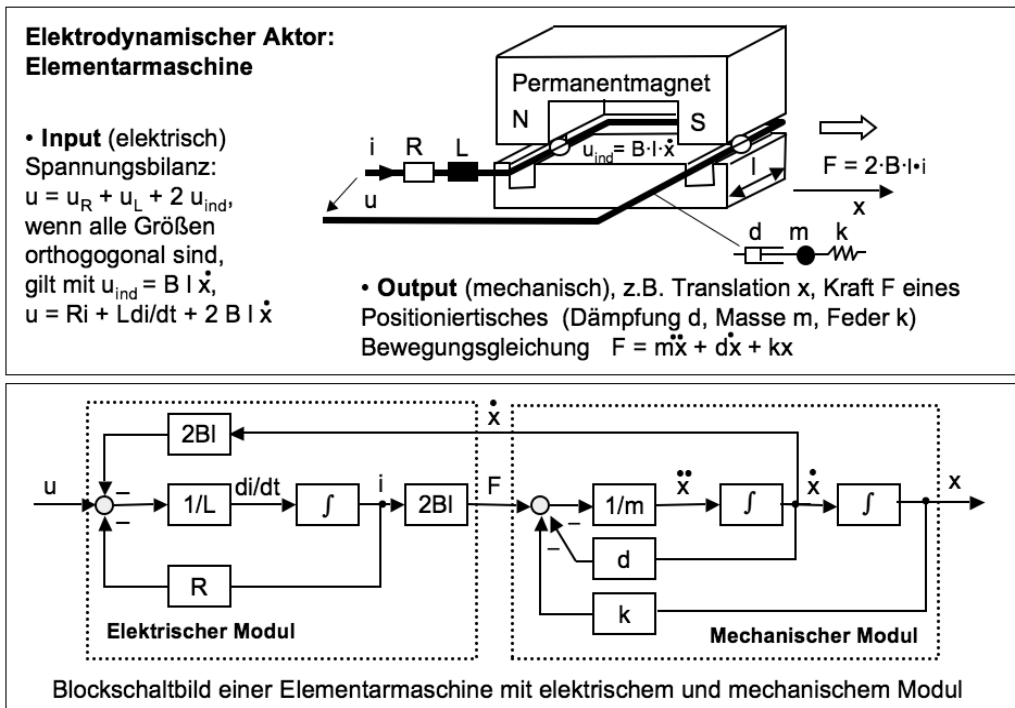 Elektrodynamischer Aktor:
Elementarmaschine
• Input (elektrisch)
Spannungsbilanz:
u = u_R + u_L + 2 u_ind,
wenn alle Größen
orthogogonal sind,
gilt mit u_ind = B l ẋ,
u = Ri + Ldi/dt + 2 B l ẋ
Permanentmagnet
N
S
i
R
L
u
u_ind = B·l·ẋ
l
F = 2·B·l•i
x
d
m
k
• Output (mechanisch), z.B. Translation x, Kraft F eines
Positioniertisches (Dämpfung d, Masse m, Feder k)
Bewegungsgleichung F = mẍ + dẋ + kx
ẋ
2Bl
u
–
–
1/L
di/dt
∫
i
2Bl
F
–
–
1/m
ẍ
∫
ẋ
∫
x
R
d
k
Elektrischer Modul
Mechanischer Modul
Blockschaltbild einer Elementarmaschine mit elektrischem und mechanischem Modul